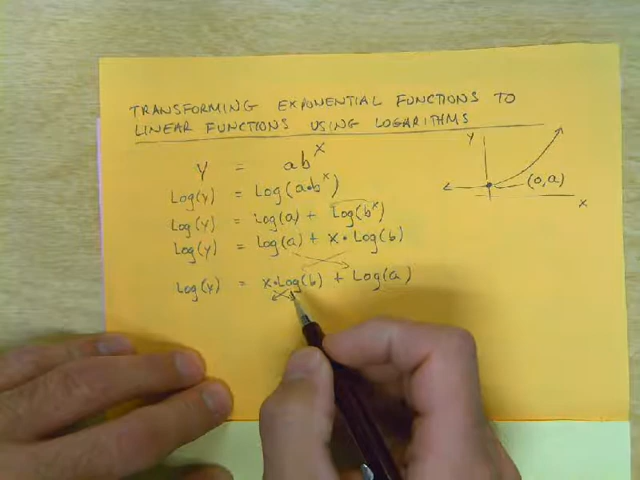 TRANSFORMING EXPONENTIAL FUNCTIONS TO
LINEAR FUNCTIONS USING LOGARITHMS
Y = ab^x
Log(y) = Log(a•b^x)
Log(y) = Log(a) + Log(b^x)
Log(y) = Log(a) + x•Log(b)
Log(y) = x•Log(b) + Log(a)
Y
(0,a)
X